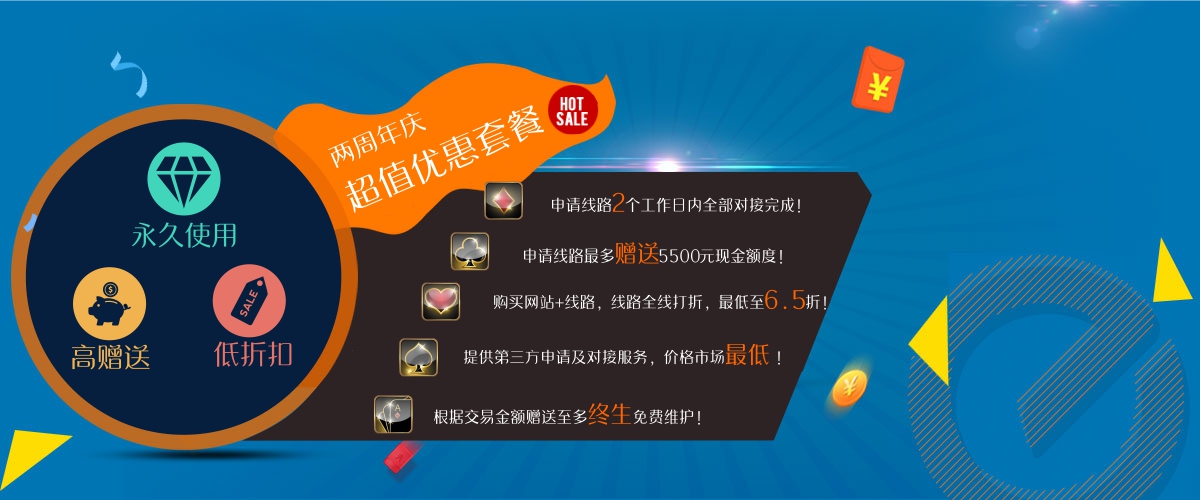 两周年庆
超值优惠套餐
HOT
SALE
永久使用
高赠送
SALE
低折扣
申请线路2个工作日内全部对接完成!
申请线路最多赠送5500元现金额度!
购买网站+线路，线路全线打折，最低至6.5折!
提供第三方申请及对接服务，价格市场最低！
根据交易金额赠送至多终生免费维护!
¥
¥
$
A